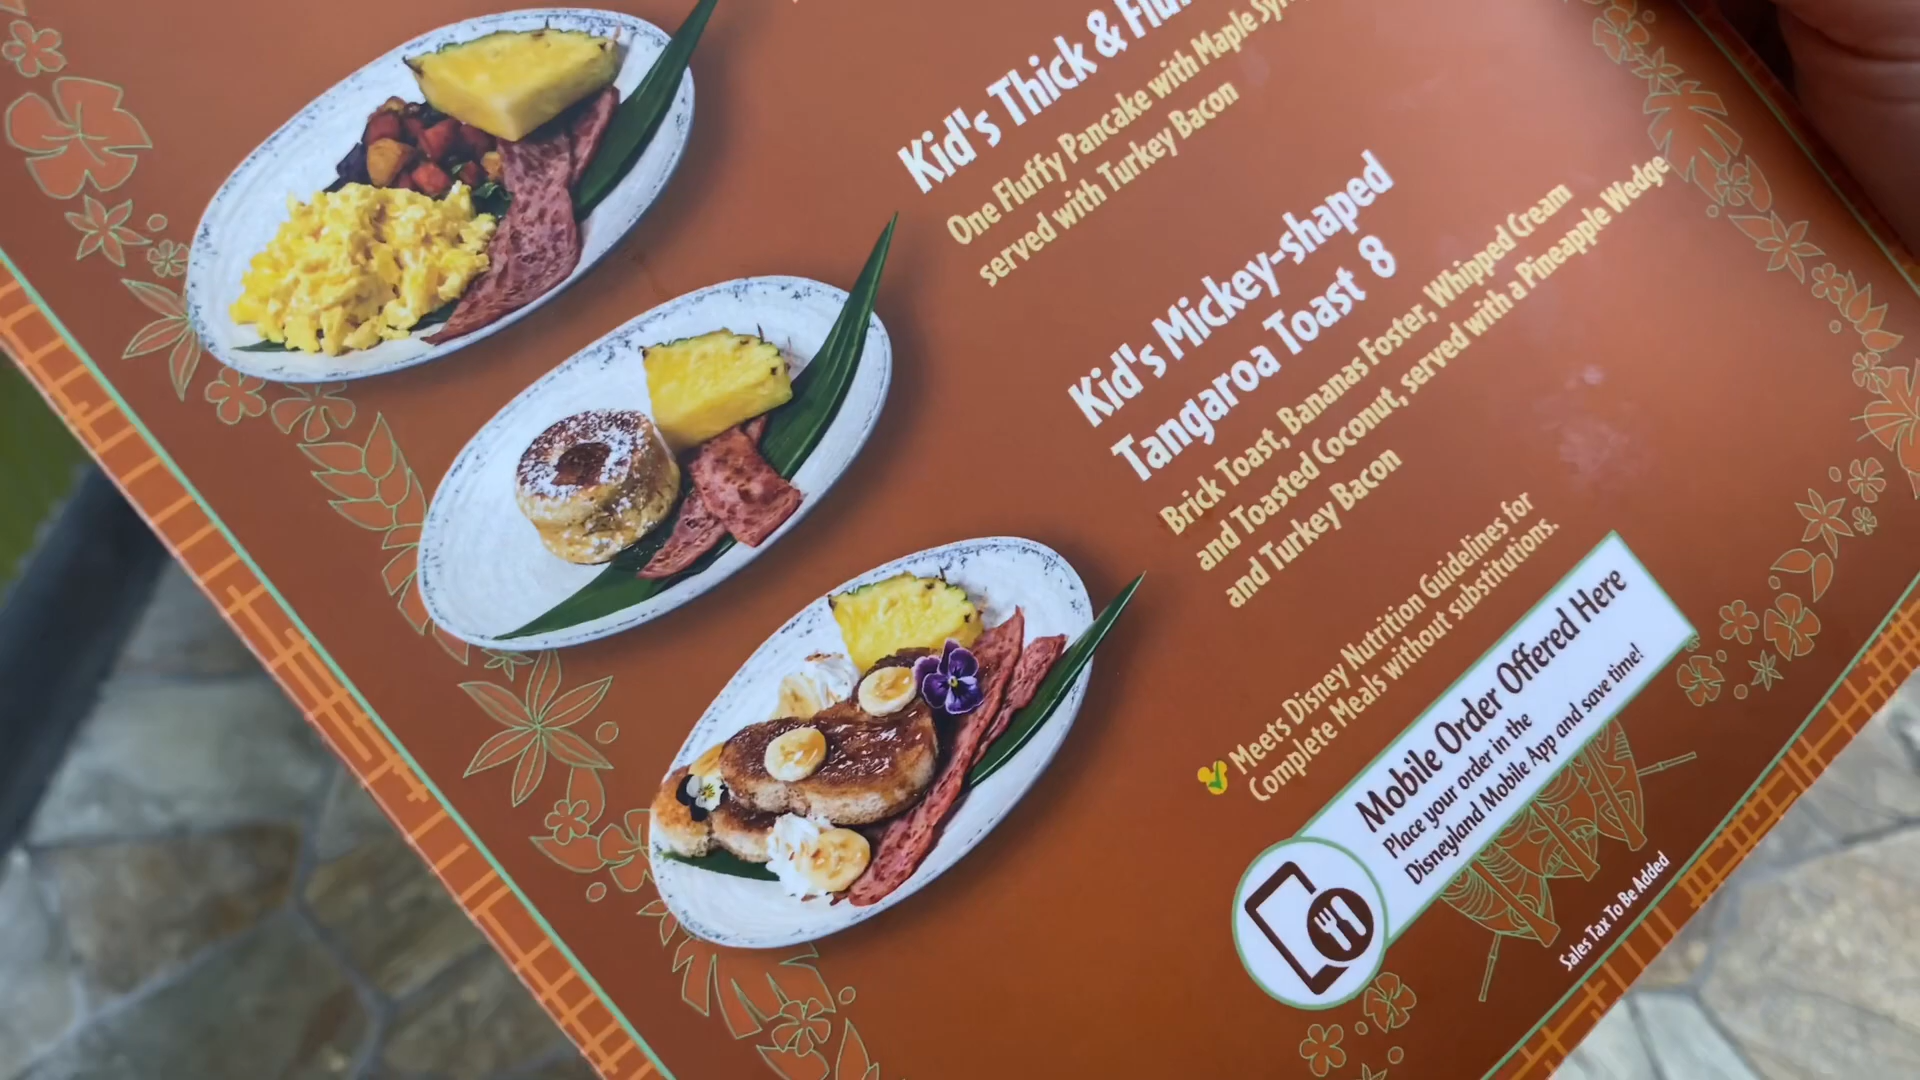 Kid's Thick &
One Fluffy Pancake with Maple
served with Turkey Bacon
Kid's Mickey-shaped
Tangaroa Toast 8
Brick Toast, Bananas Foster, Whipped Cream
and Toasted Coconut, served with a Pineapple Wedge
and Turkey Bacon
Meets Disney Nutrition Guidelines for
Complete Meals without substitutions.
Mobile Order Offered Here
Place your order in the
Disneyland Mobile App and save time!
Sales Tax To Be Added